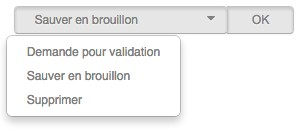 Sauver en brouillon OK
Demande pour validation
Sauver en brouillon
Supprimer